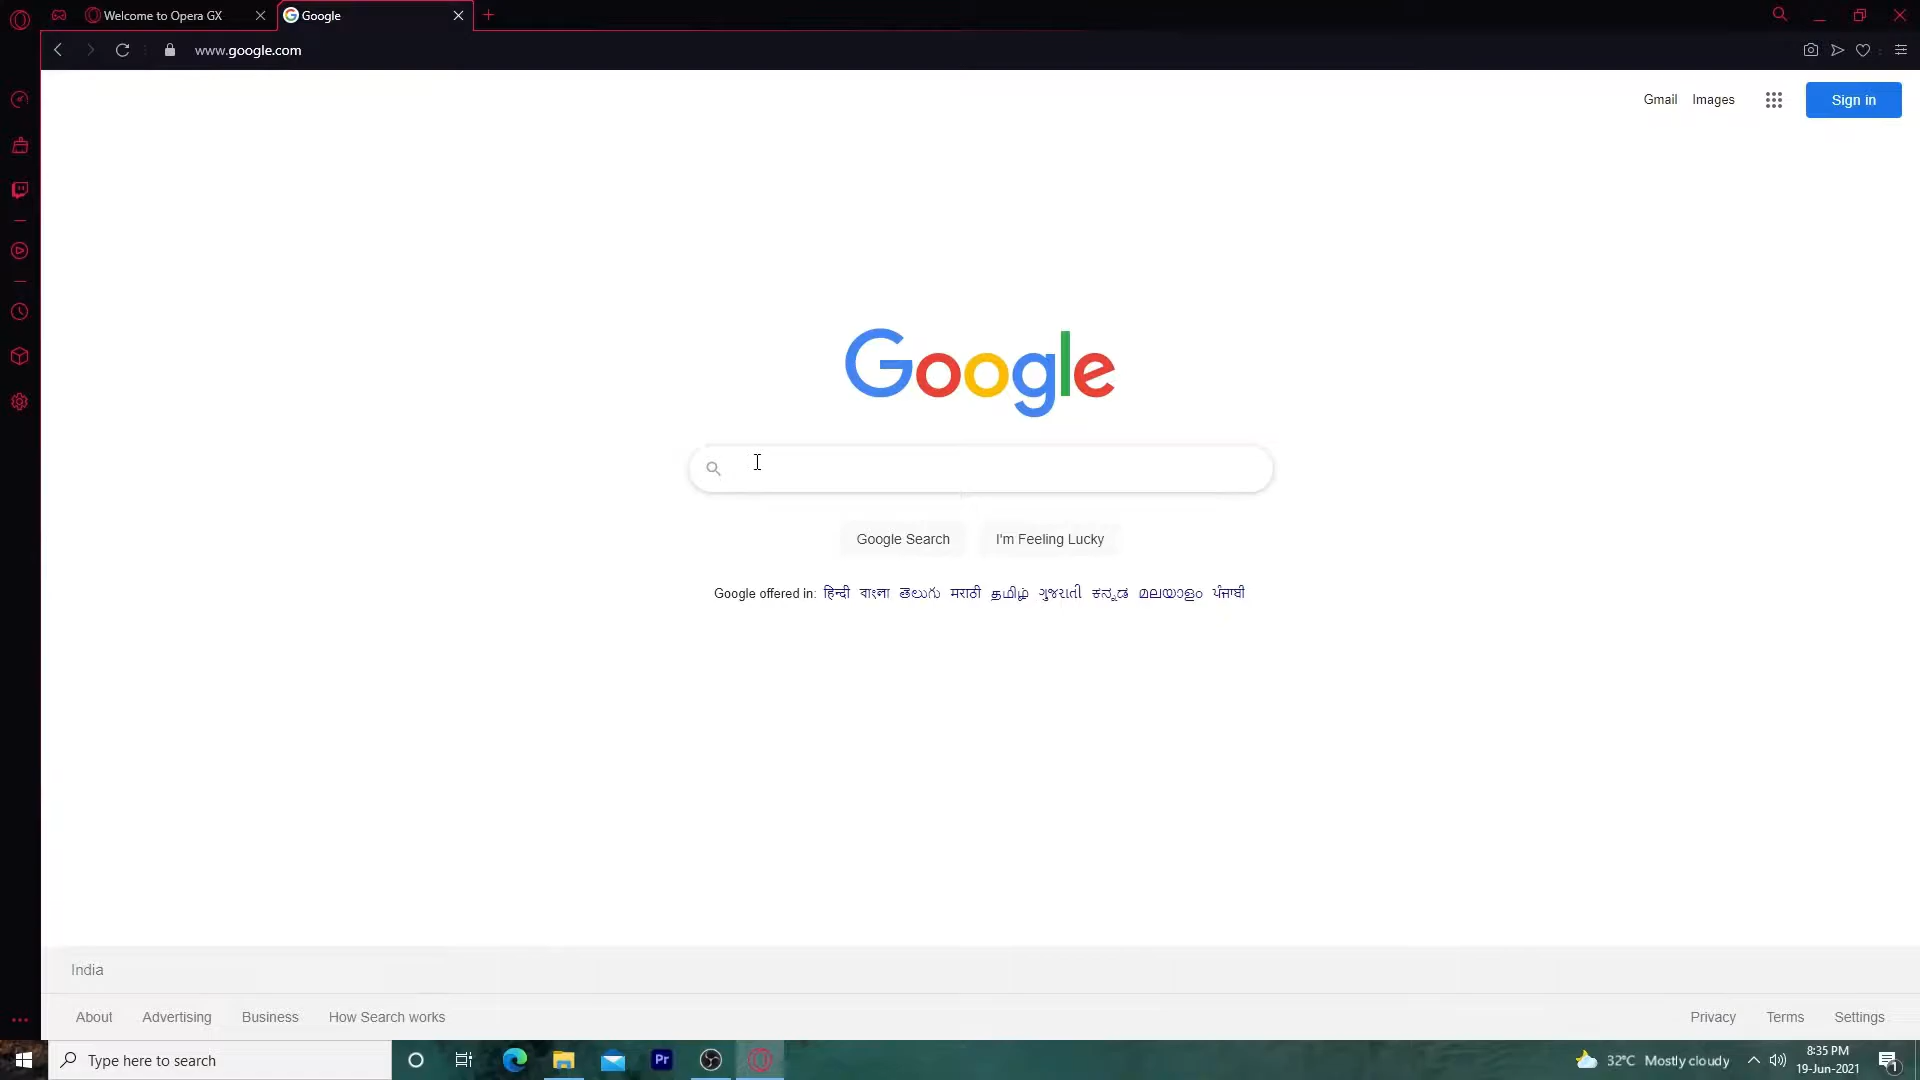 Welcome to Opera GX
Google
www.google.com
Gmail Images Sign in
Google
Google Search I'm Feeling Lucky
Google offered in: हिन्दी বাংলা తెలుగు मराठी தமிழ் ગુજરાતી ಕನ್ನಡ മലയാളം ਪੰਜਾਬੀ
India
About Advertising Business How Search works Privacy Terms Settings
Type here to search
Pr
32°C Mostly cloudy
8:35 PM
19-Jun-2021
1